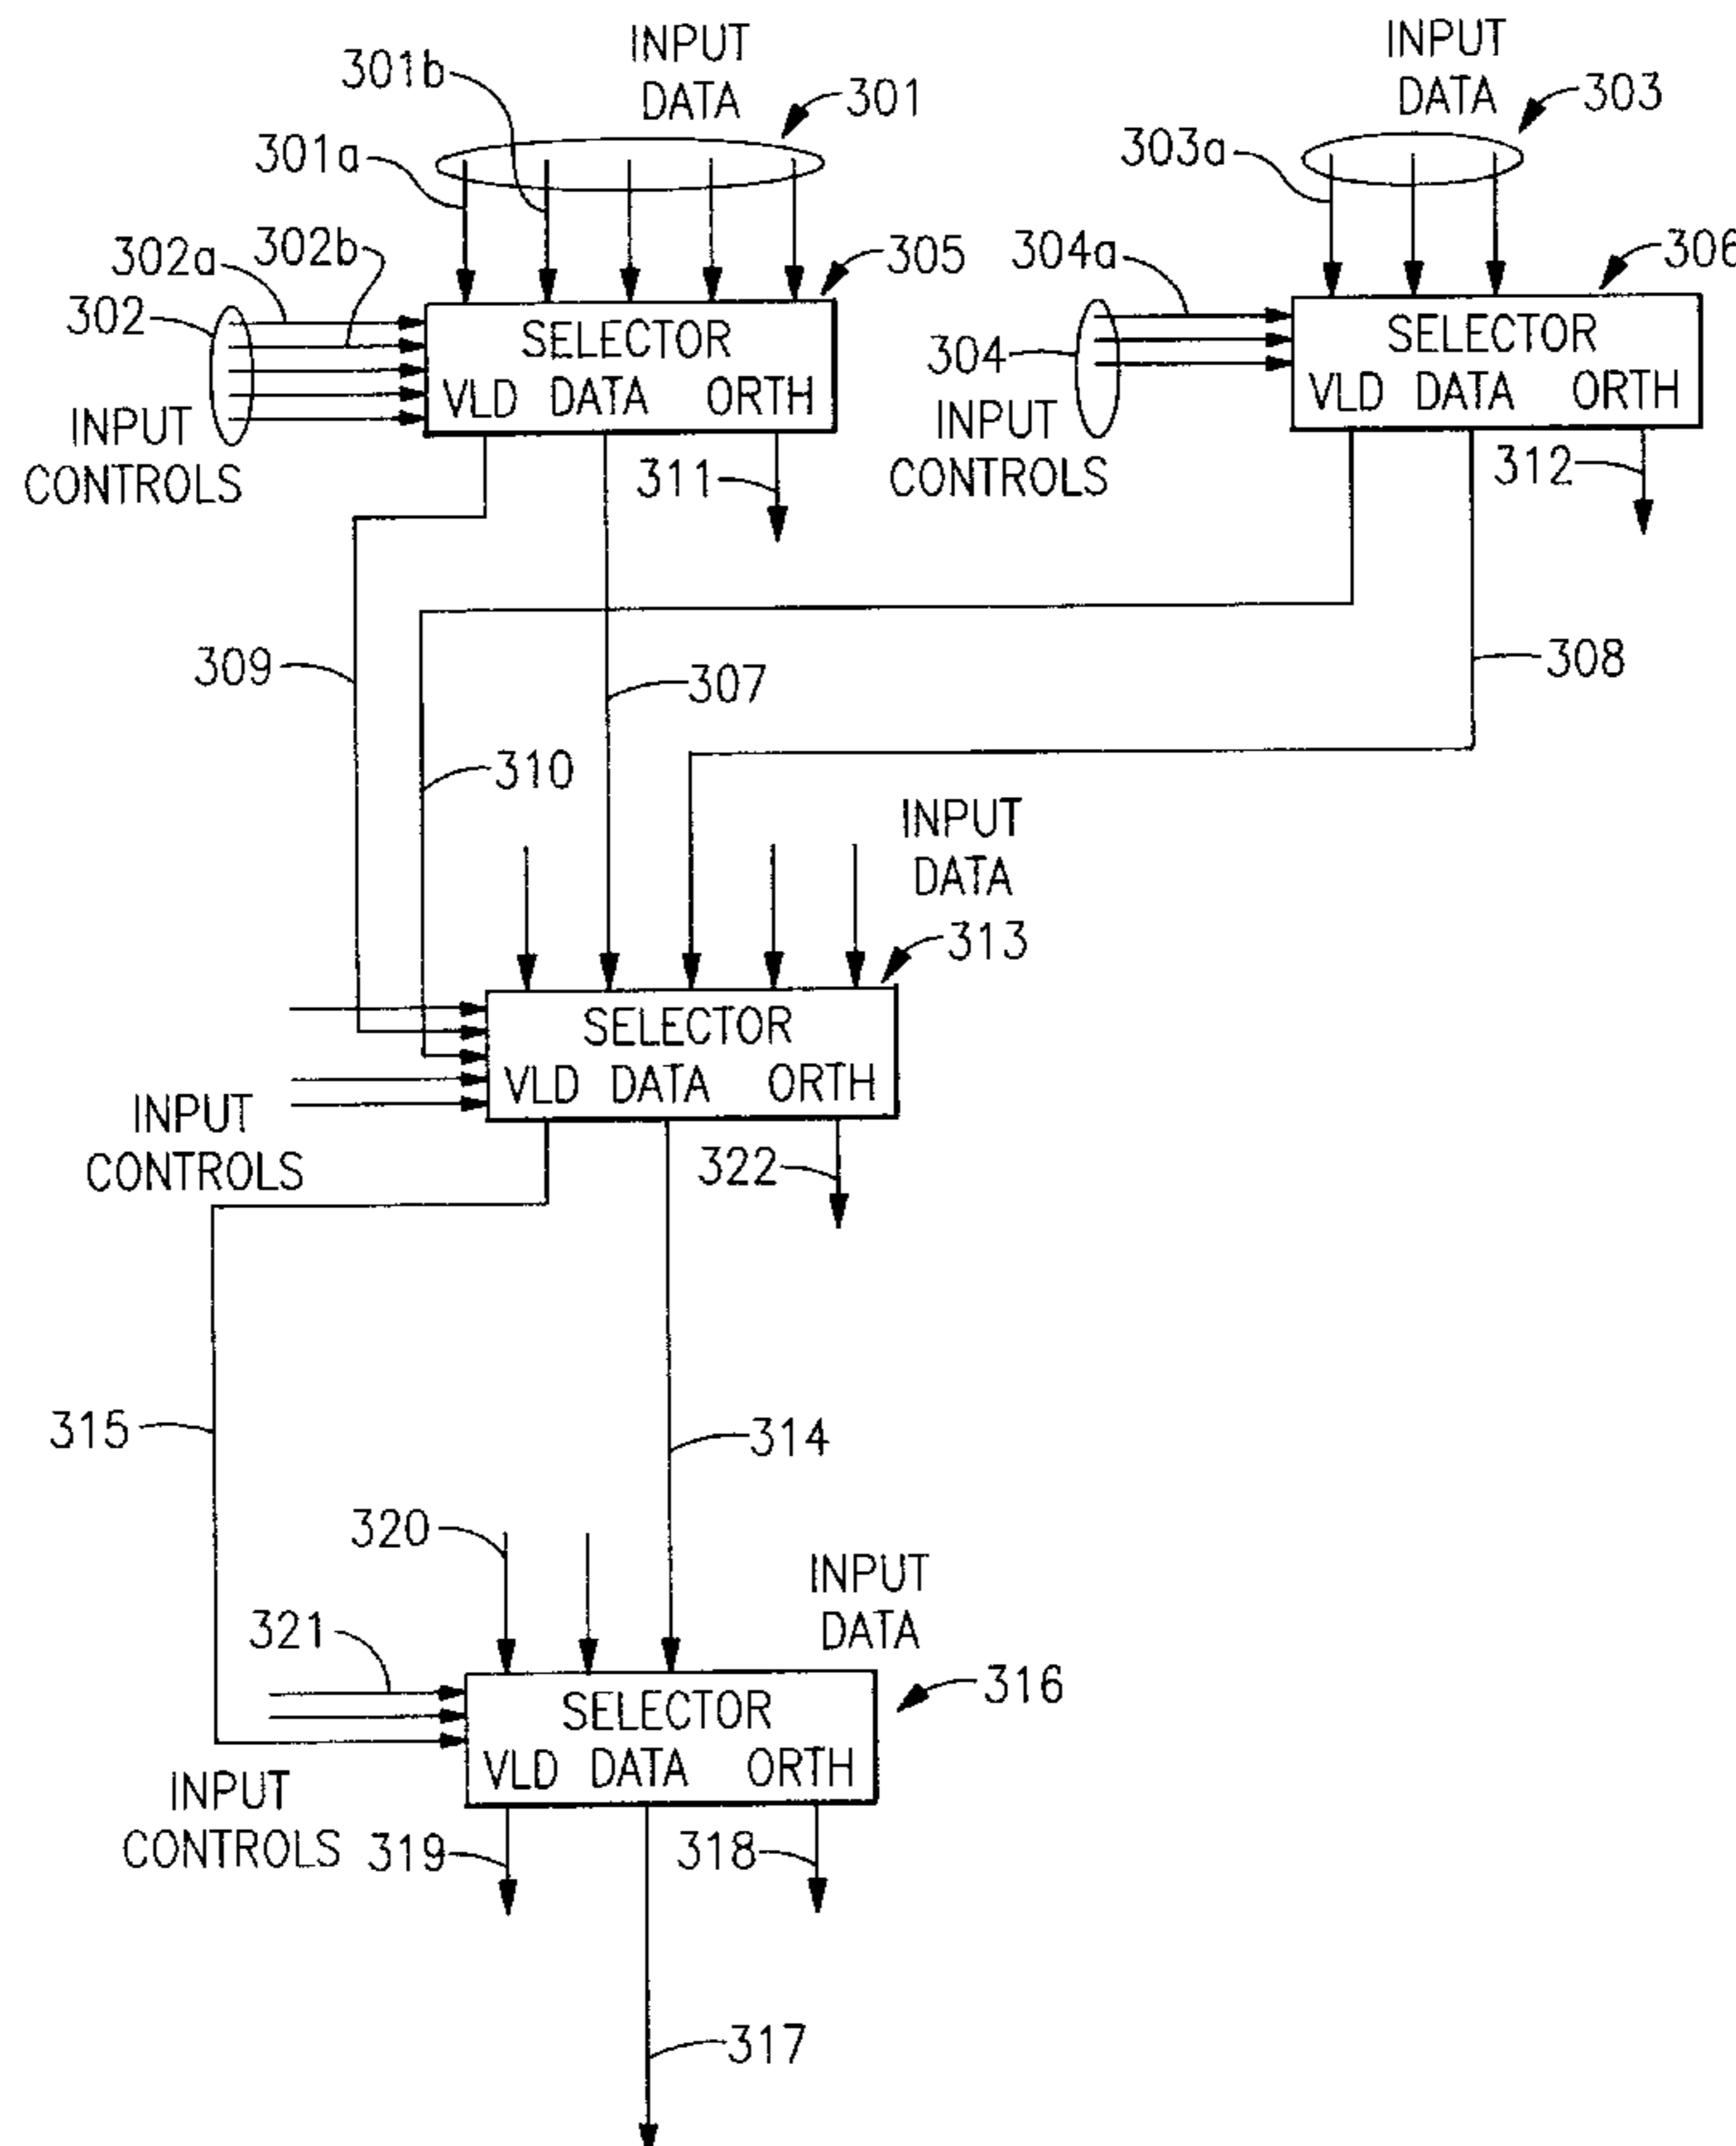 INPUT
DATA
301b
301
301a
INPUT
DATA
303
303a
302a
302b
302
305
SELECTOR
VLD DATA ORTH
INPUT
CONTROLS
311
304a
304
306
SELECTOR
VLD DATA ORTH
INPUT
CONTROLS
312
309
307
308
310
INPUT
DATA
313
SELECTOR
VLD DATA ORTH
INPUT
CONTROLS
322
315
314
320
INPUT
DATA
321
316
SELECTOR
VLD DATA ORTH
INPUT
CONTROLS
319
318
317